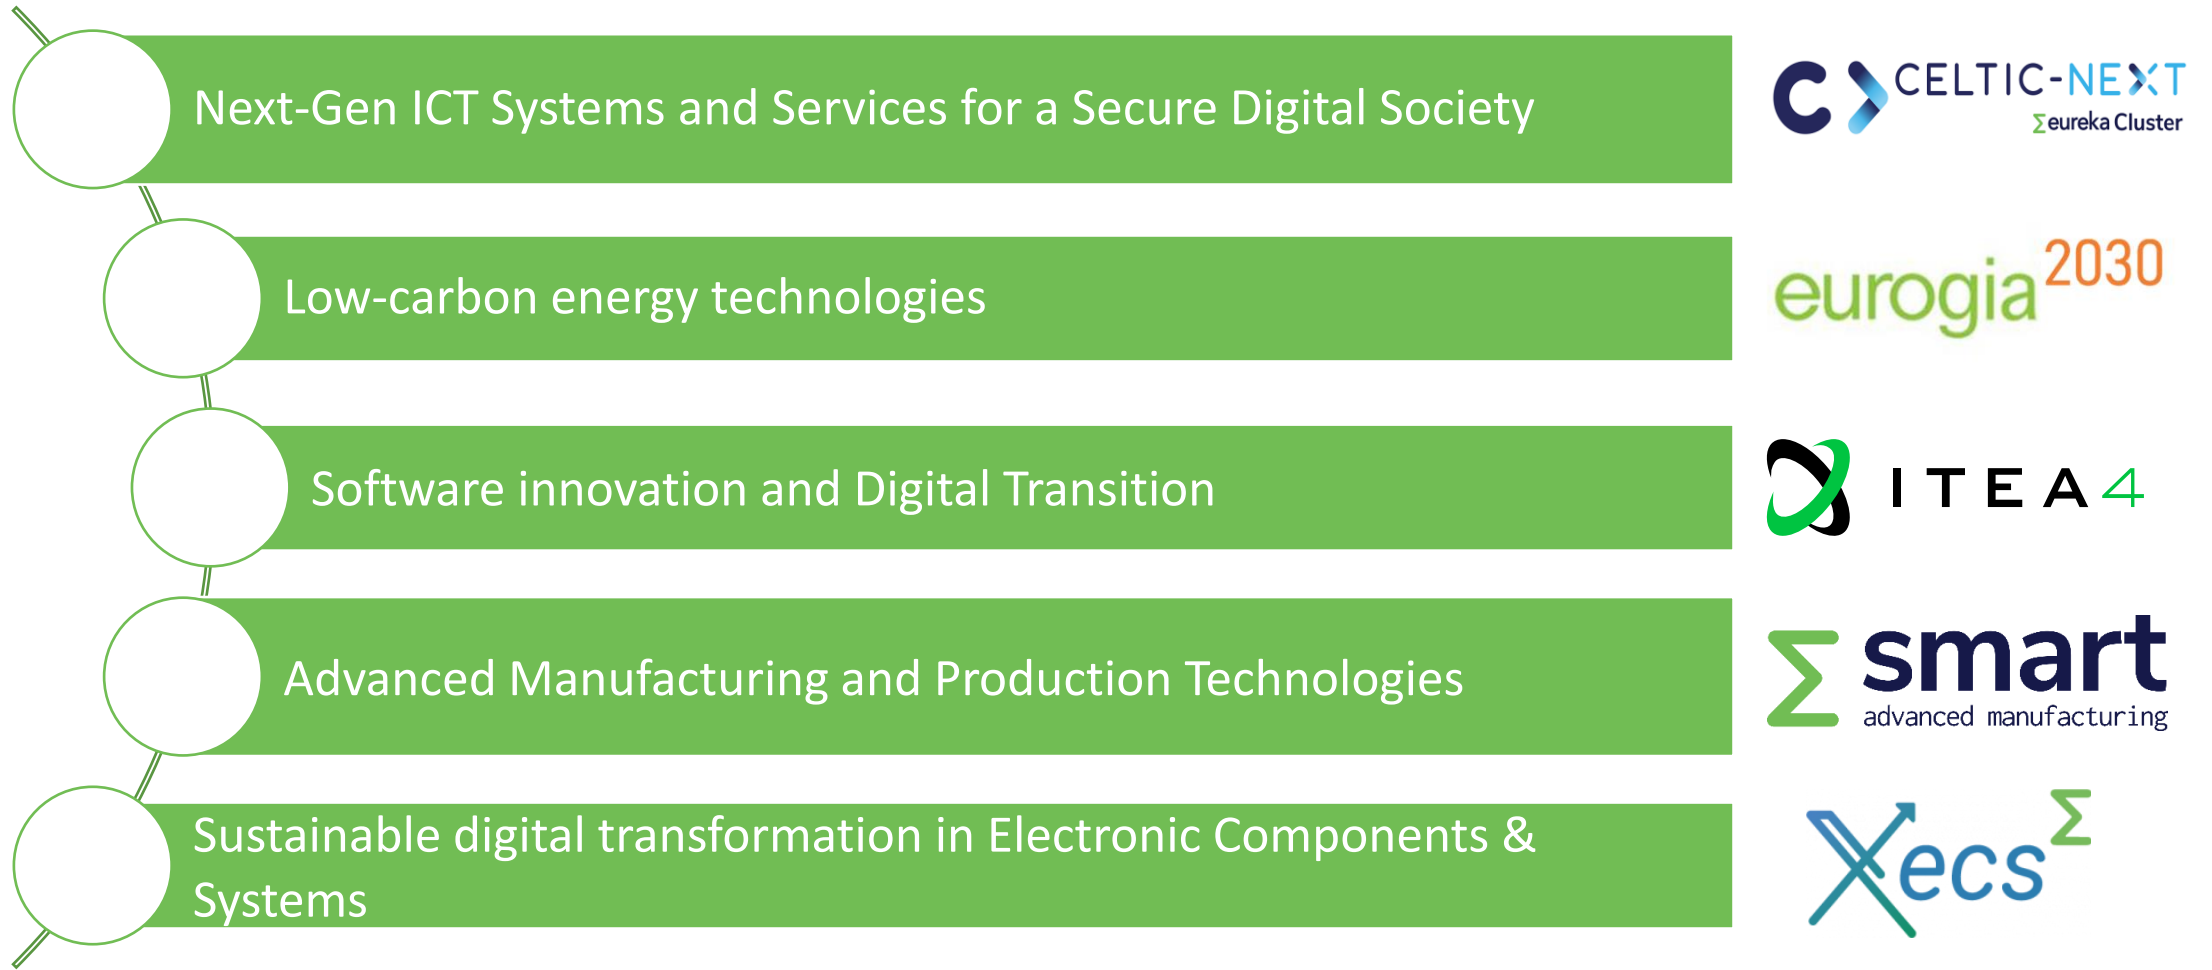 Next-Gen ICT Systems and Services for a Secure Digital Society
CELTIC-NEXT
Σeureka Cluster
Low-carbon energy technologies
eurogia2030
Software innovation and Digital Transition
ITEA4
Advanced Manufacturing and Production Technologies
Σ smart
advanced manufacturing
Sustainable digital transformation in Electronic Components &
Systems
Xecs Σ